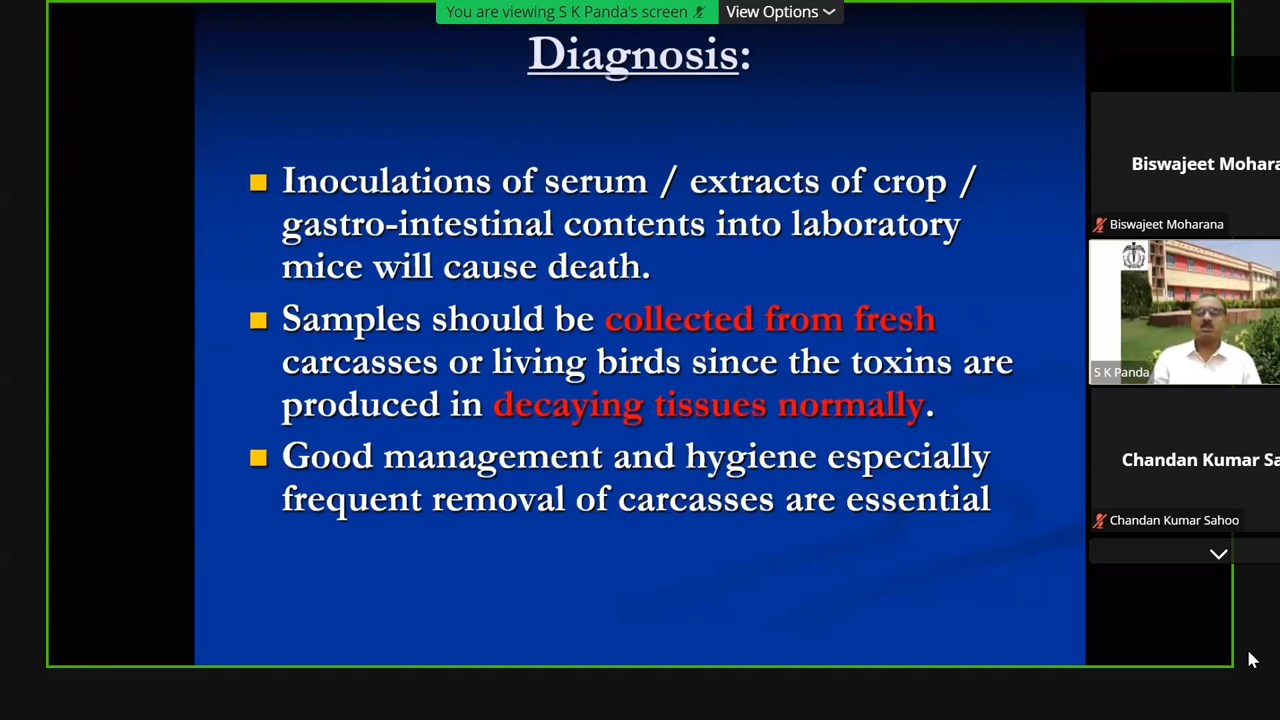 You are viewing S K Panda's screen
View Options
Diagnosis:
Inoculations of serum / extracts of crop /
gastro-intestinal contents into laboratory
mice will cause death.
Samples should be collected from fresh
carcasses or living birds since the toxins are
produced in decaying tissues normally.
Good management and hygiene especially
frequent removal of carcasses are essential
Biswajeet Mohara
Biswajeet Moharana
S K Panda
Chandan Kumar Sa
Chandan Kumar Sahoo